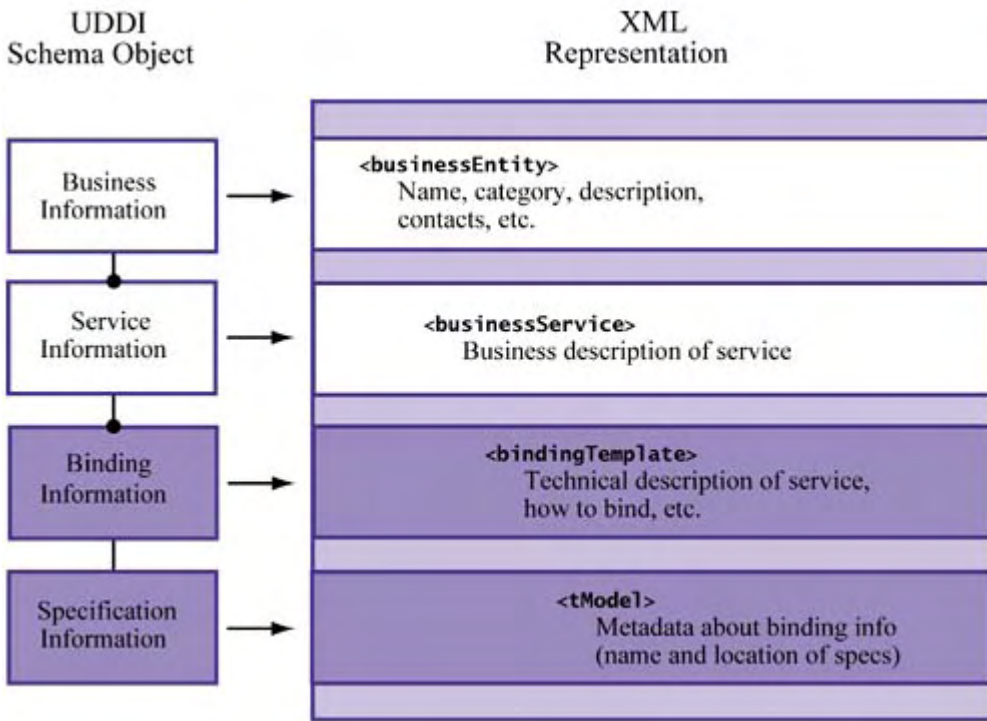 UDDI
Schema Object
XML
Representation
Business
Information
<businessEntity>
Name, category, description,
contacts, etc.
Service
Information
<businessService>
Business description of service
Binding
Information
<bindingTemplate>
Technical description of service,
how to bind, etc.
Specification
Information
<tModel>
Metadata about binding info
(name and location of specs)